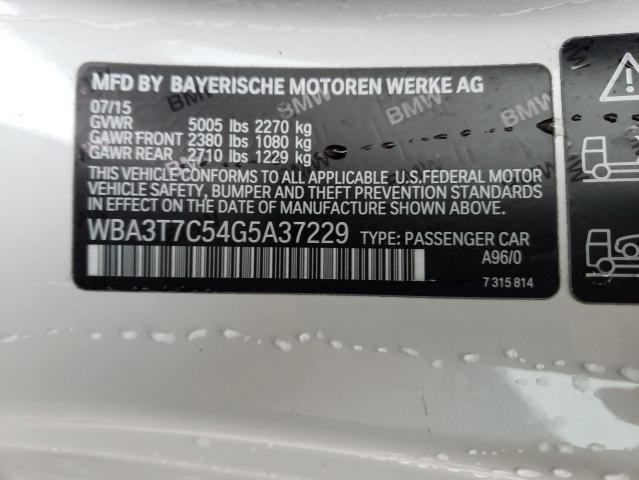 MFD BY BAYERISCHE MOTOREN WERKE AG
07/15
GVWR 5005 lbs 2270 kg
GAWR FRONT 2380 lbs 1080 kg
GAWR REAR 2710 lbs 1229 kg
THIS VEHICLE CONFORMS TO ALL APPLICABLE U.S. FEDERAL MOTOR
VEHICLE SAFETY, BUMPER AND THEFT PREVENTION STANDARDS
IN EFFECT ON THE DATE OF MANUFACTURE SHOWN ABOVE.
WBA3T7C54G5A37229 TYPE: PASSENGER CAR
A96/0
7 315 814